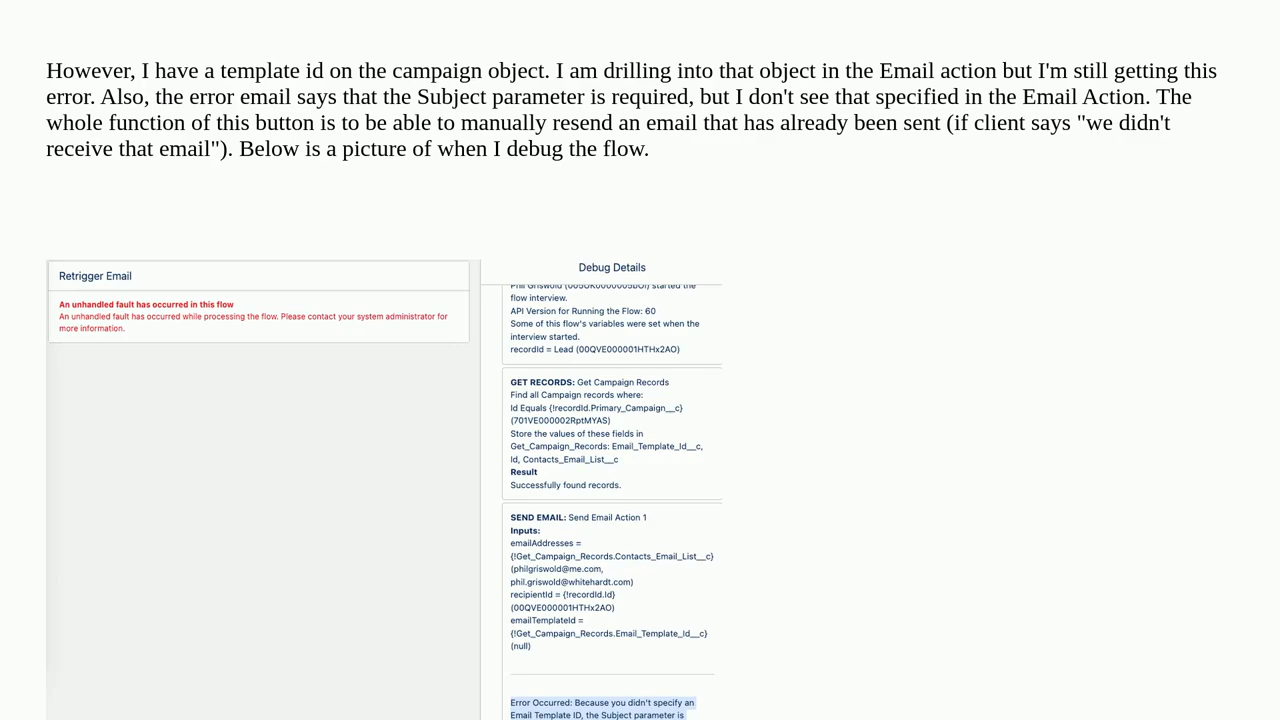 However, I have a template id on the campaign object. I am drilling into that object in the Email action but I'm still getting this
error. Also, the error email says that the Subject parameter is required, but I don't see that specified in the Email Action. The
whole function of this button is to be able to manually resend an email that has already been sent (if client says "we didn't
receive that email"). Below is a picture of when I debug the flow.
Retrigger Email
An unhandled fault has occurred in this flow
An unhandled fault has occurred while processing the flow. Please contact your system administrator for
more information.
Debug Details
Phil Griswold (005UR0000005bOI) started the
flow interview.
API Version for Running the Flow: 60
Some of this flow's variables were set when the
interview started.
recordId = Lead (00QVE000001HTHx2AO)
GET RECORDS: Get Campaign Records
Find all Campaign records where:
Id Equals {!recordId.Primary_Campaign__c}
(701VE000002RptMYAS)
Store the values of these fields in
Get_Campaign_Records: Email_Template_Id__c,
Id, Contacts_Email_List__c
Result
Successfully found records.
SEND EMAIL: Send Email Action 1
Inputs:
emailAddresses =
{!Get_Campaign_Records.Contacts_Email_List__c}
(philgriswold@me.com,
phil.griswold@whitehardt.com)
recipientId = {!recordId.Id}
(00QVE000001HTHx2AO)
emailTemplateId =
{!Get_Campaign_Records.Email_Template_Id__c}
(null)
Error Occurred: Because you didn't specify an
Email Template ID, the Subject parameter is